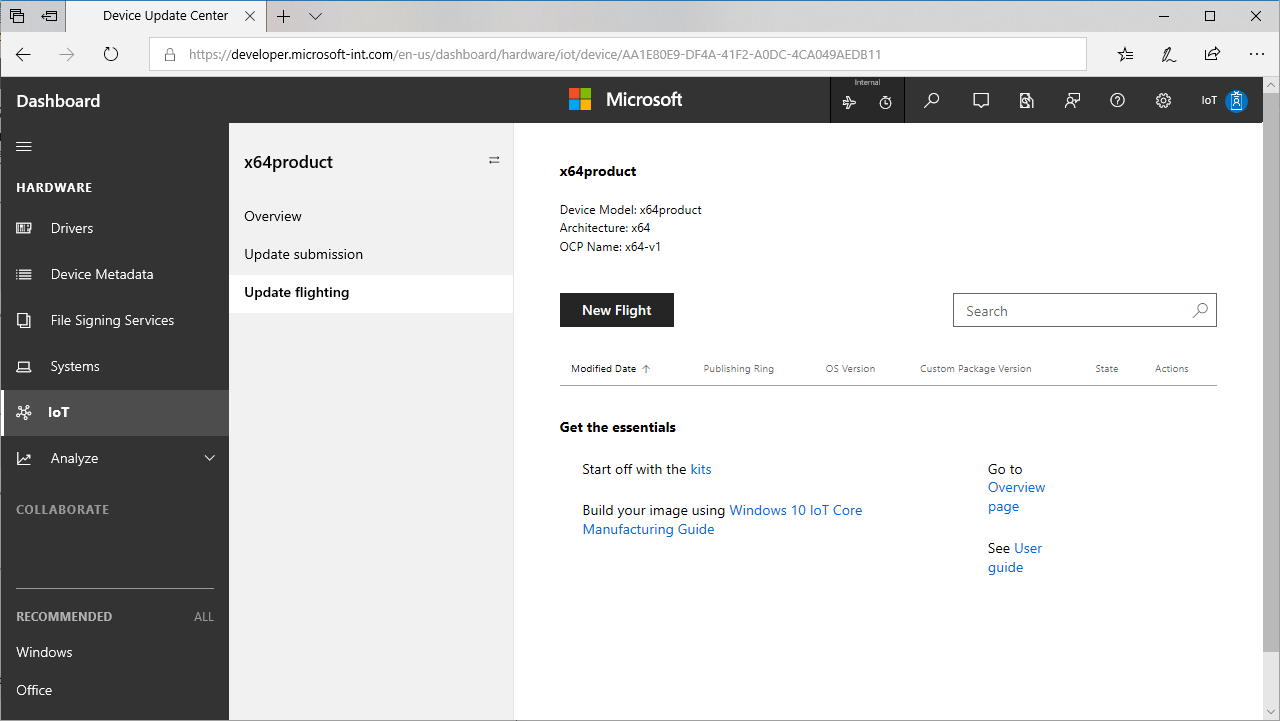 Device Update Center
https://developer.microsoft-int.com/en-us/dashboard/hardware/iot/device/AA1E80E9-DF4A-41F2-A0DC-4CA049AEDB11
Dashboard
Microsoft
Internal
IoT
HARDWARE
Drivers
Device Metadata
File Signing Services
Systems
IoT
Analyze
COLLABORATE
RECOMMENDED ALL
Windows
Office
x64product
Overview
Update submission
Update flighting
x64product
Device Model: x64product
Architecture: x64
OCP Name: x64-v1
New Flight
Search
Modified Date Publishing Ring OS Version Custom Package Version State Actions
Get the essentials
Start off with the kits
Build your image using Windows 10 IoT Core
Manufacturing Guide
Go to
Overview
page
See User
guide